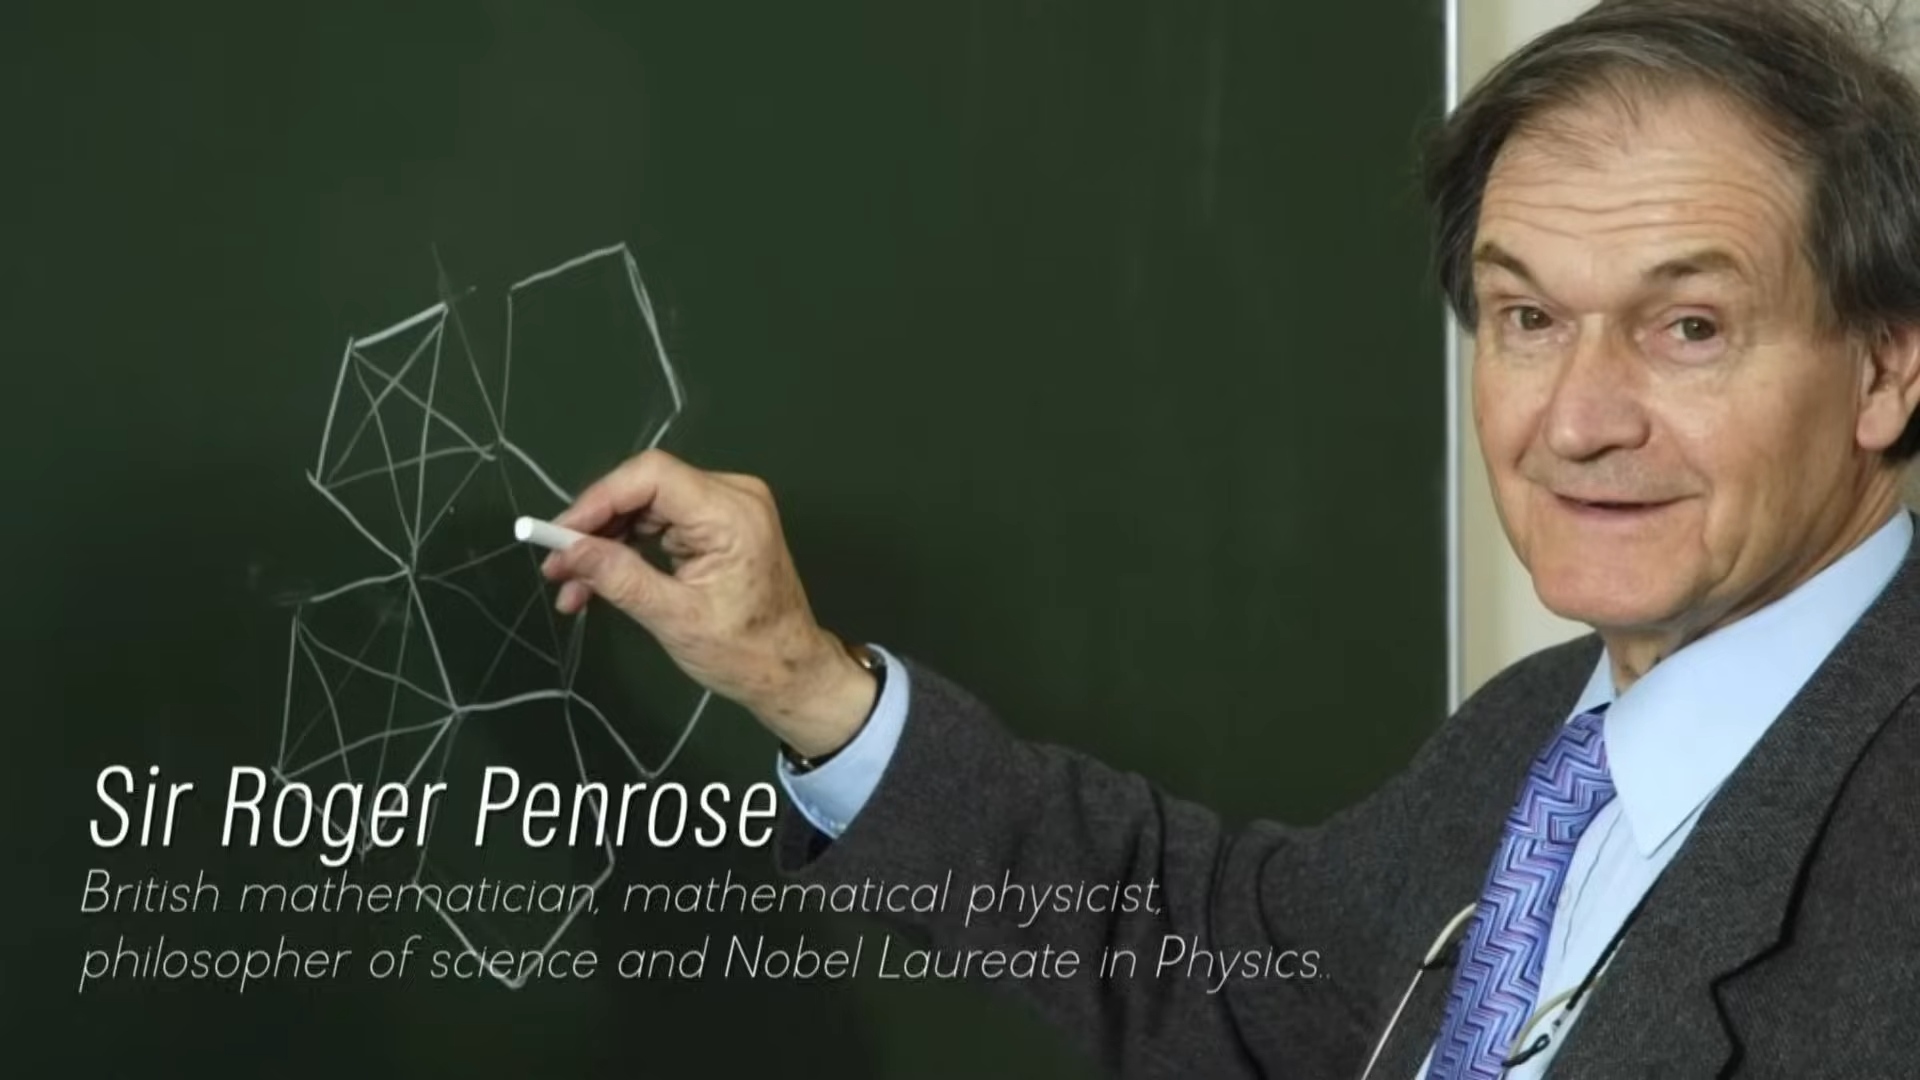 Sir Roger Penrose
British mathematician, mathematical physicist,
philosopher of science and Nobel Laureate in Physics..